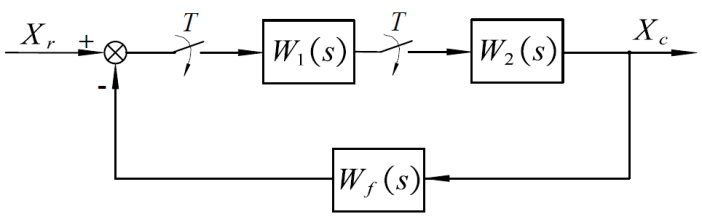 T T
X_r + W_1(s) W_2(s) X_c
-
W_f(s)